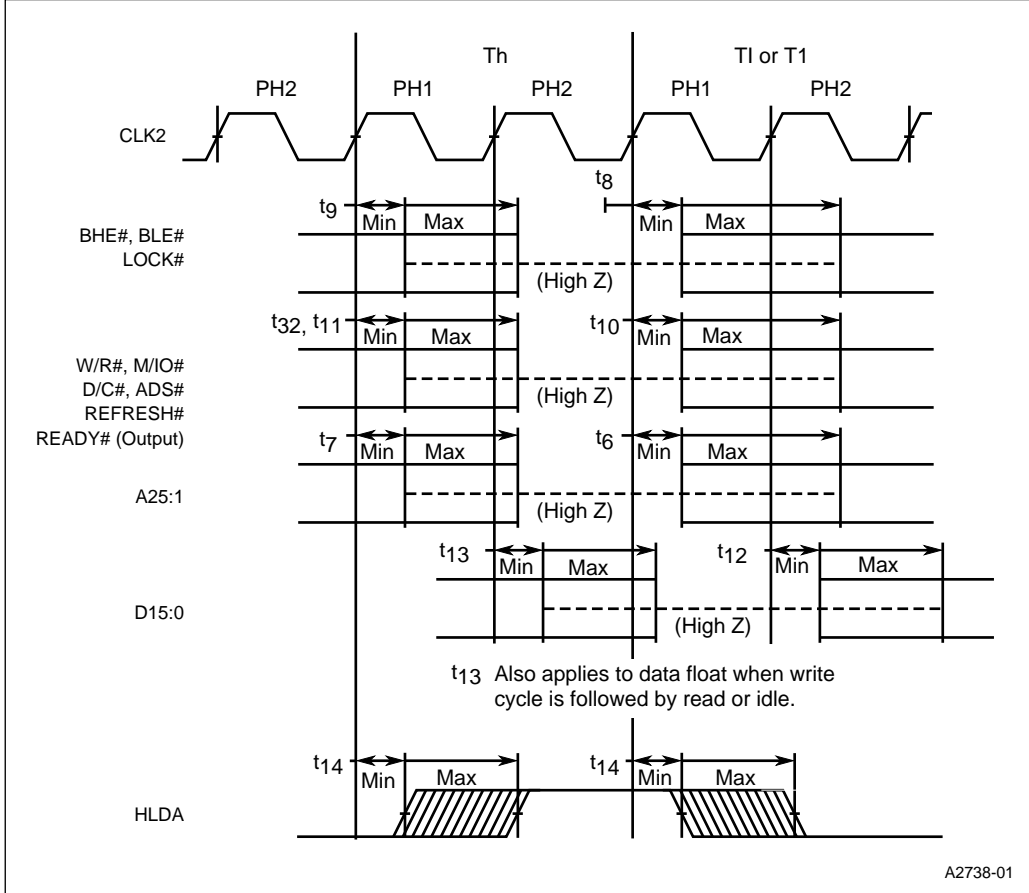 Th TI or T1
PH2 PH1 PH2 PH1 PH2
CLK2
t8
t9 Min Max Min Max
BHE#, BLE#
LOCK#
(High Z)
t32, t11 Min Max t10 Min Max
W/R#, M/IO#
D/C#, ADS#
REFRESH#
READY# (Output)
(High Z)
t7 Min Max t6 Min Max
A25:1
(High Z)
t13 Min Max t12 Min Max
D15:0
(High Z)
t13 Also applies to data float when write
cycle is followed by read or idle.
t14 Min Max t14 Min Max
HLDA
A2738-01